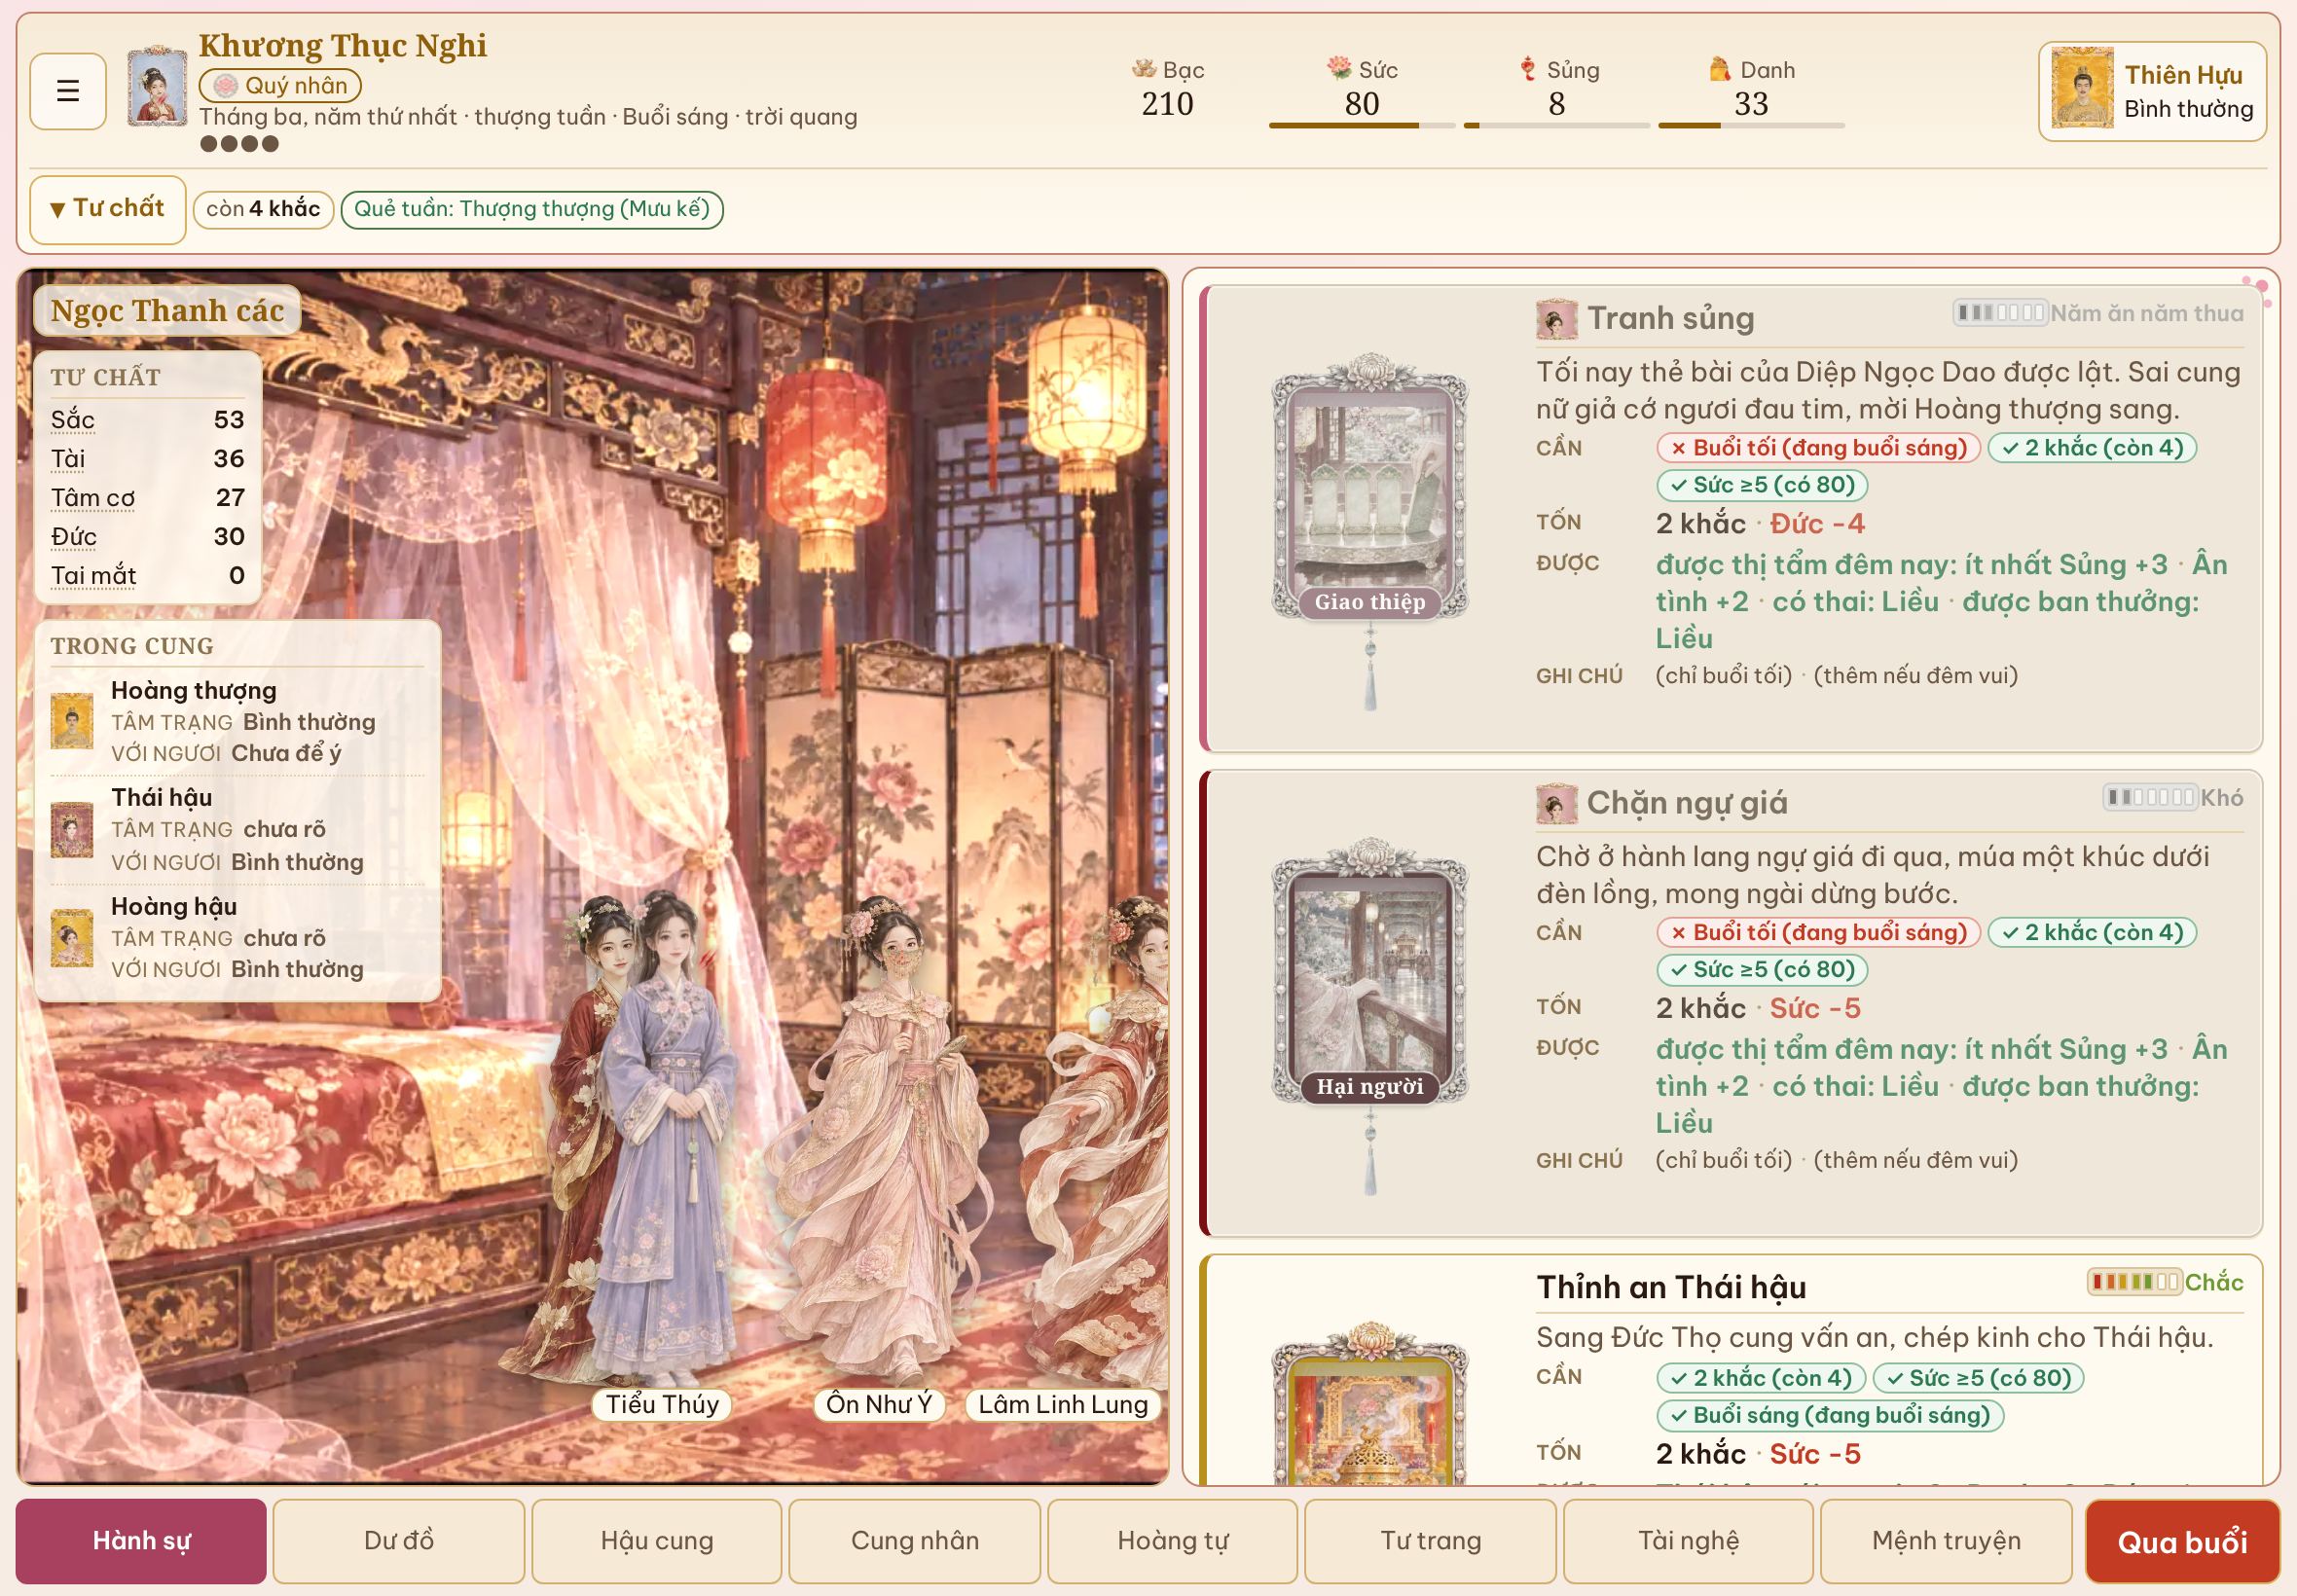 ☰
Khương Thục Nghi
Quý nhân
Tháng ba, năm thứ nhất · thượng tuần · Buổi sáng · trời quang
Bạc
210
Sức
80
Sủng
8
Danh
33
Thiên Hựu
Bình thường
▼ Tư chất
còn 4 khắc
Quẻ tuần: Thượng thượng (Mưu kế)
Ngọc Thanh các
TƯ CHẤT
Sắc 53
Tài 36
Tâm cơ 27
Đức 30
Tai mắt 0
TRONG CUNG
Hoàng thượng
TÂM TRẠNG Bình thường
VỚI NGƯƠI Chưa để ý
Thái hậu
TÂM TRẠNG chưa rõ
VỚI NGƯƠI Bình thường
Hoàng hậu
TÂM TRẠNG chưa rõ
VỚI NGƯƠI Bình thường
Tiểu Thúy
Ôn Như Ý
Lâm Linh Lung
Tranh sủng
Năm ăn năm thua
Tối nay thẻ bài của Diệp Ngọc Dao được lật. Sai cung
nữ giả cớ ngươi đau tim, mời Hoàng thượng sang.
CẦN × Buổi tối (đang buổi sáng) ✓ 2 khắc (còn 4)
✓ Sức ≥5 (có 80)
TỐN 2 khắc · Đức -4
ĐƯỢC được thị tẩm đêm nay: ít nhất Sủng +3 · Ân
tình +2 · có thai: Liều · được ban thưởng:
Liều
GHI CHÚ (chỉ buổi tối) · (thêm nếu đêm vui)
Giao thiệp
Chặn ngự giá
Khó
Chờ ở hành lang ngự giá đi qua, múa một khúc dưới
đèn lồng, mong ngài dừng bước.
CẦN × Buổi tối (đang buổi sáng) ✓ 2 khắc (còn 4)
✓ Sức ≥5 (có 80)
TỐN 2 khắc · Sức -5
ĐƯỢC được thị tẩm đêm nay: ít nhất Sủng +3 · Ân
tình +2 · có thai: Liều · được ban thưởng:
Liều
GHI CHÚ (chỉ buổi tối) · (thêm nếu đêm vui)
Hại người
Thỉnh an Thái hậu
Chắc
Sang Đức Thọ cung vấn an, chép kinh cho Thái hậu.
CẦN ✓ 2 khắc (còn 4) ✓ Sức ≥5 (có 80)
✓ Buổi sáng (đang buổi sáng)
TỐN 2 khắc · Sức -5
Hành sự
Dư đồ
Hậu cung
Cung nhân
Hoàng tự
Tư trang
Tài nghệ
Mệnh truyện
Qua buổi